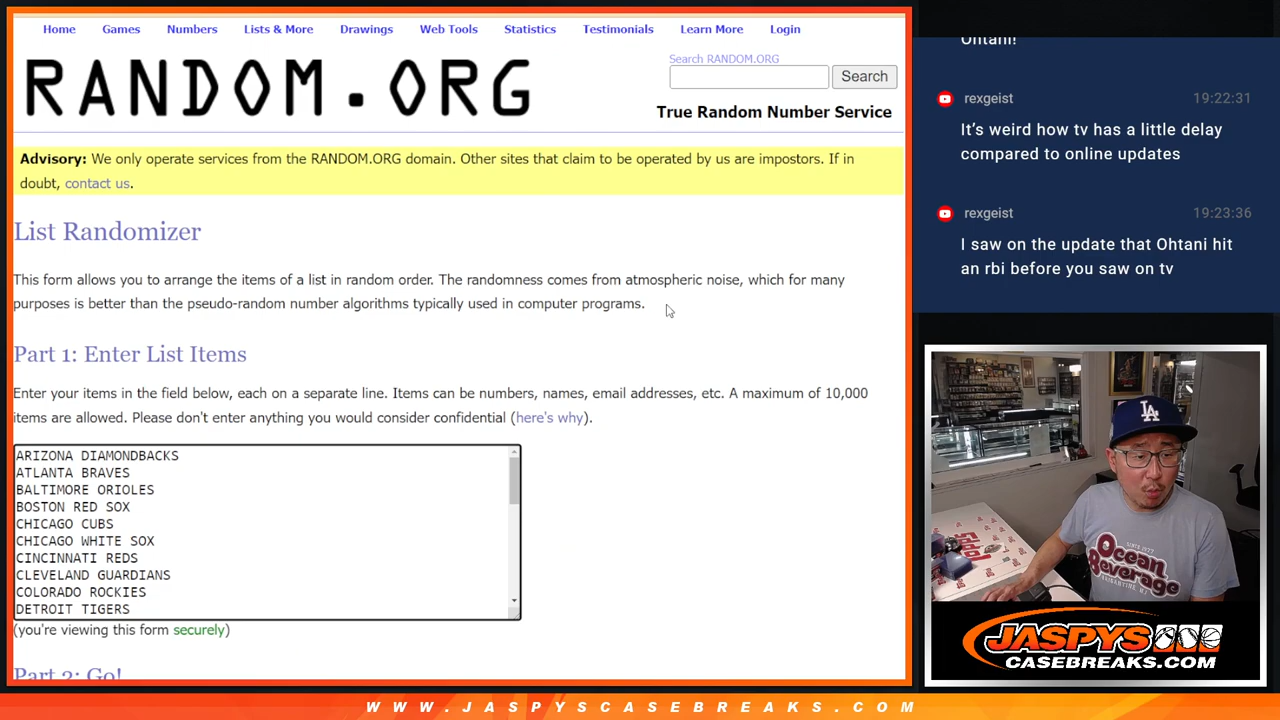 Home Games Numbers Lists & More Drawings Web Tools Statistics Testimonials Learn More Login
RANDOM.ORG
Search RANDOM.ORG
Search
True Random Number Service
Advisory: We only operate services from the RANDOM.ORG domain. Other sites that claim to be operated by us are impostors. If in
doubt, contact us.
List Randomizer
This form allows you to arrange the items of a list in random order. The randomness comes from atmospheric noise, which for many
purposes is better than the pseudo-random number algorithms typically used in computer programs.
Part 1: Enter List Items
Enter your items in the field below, each on a separate line. Items can be numbers, names, email addresses, etc. A maximum of 10,000
items are allowed. Please don't enter anything you would consider confidential (here's why).
ARIZONA DIAMONDBACKS
ATLANTA BRAVES
BALTIMORE ORIOLES
BOSTON RED SOX
CHICAGO CUBS
CHICAGO WHITE SOX
CINCINNATI REDS
CLEVELAND GUARDIANS
COLORADO ROCKIES
DETROIT TIGERS
(you're viewing this form securely)
Part 2: Go!
Ohtani!
rexgeist 19:22:31
It's weird how tv has a little delay
compared to online updates
rexgeist 19:23:36
I saw on the update that Ohtani hit
an rbi before you saw on tv
LA
SINCE 1977
Ocean
Beverage
JASPYS
CASEBREAKS.COM
WWW.JASPYSCASEBREAKS.COM